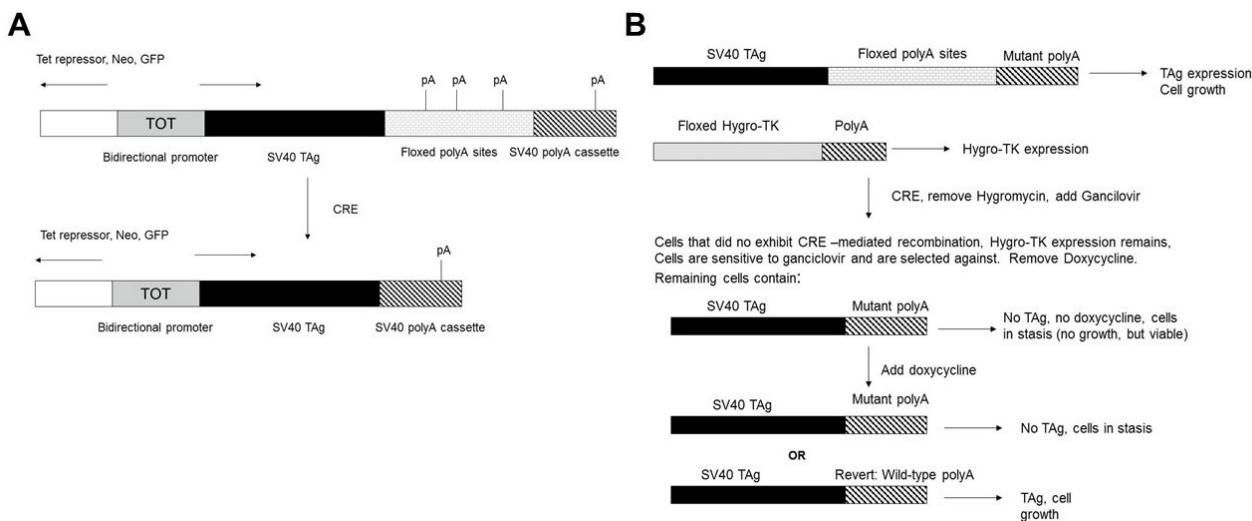 A
Tet repressor, Neo, GFP
pA pA pA pA
TOT
Bidirectional promoter SV40 TAg Floxed polyA sites SV40 polyA cassette
CRE
Tet repressor, Neo, GFP
pA
TOT
Bidirectional promoter SV40 TAg SV40 polyA cassette
B
SV40 TAg Floxed polyA sites Mutant polyA
TAg expression
Cell growth
Floxed Hygro-TK PolyA
Hygro-TK expression
CRE, remove Hygromycin, add Gancilovir
Cells that did no exhibit CRE –mediated recombination, Hygro-TK expression remains,
Cells are sensitive to ganciclovir and are selected against. Remove Doxycycline.
Remaining cells contain:
SV40 TAg Mutant polyA
No TAg, no doxycycline, cells
in stasis (no growth, but viable)
Add doxycycline
SV40 TAg Mutant polyA
No TAg, cells in stasis
OR
SV40 TAg Revert: Wild-type polyA
TAg, cell
growth